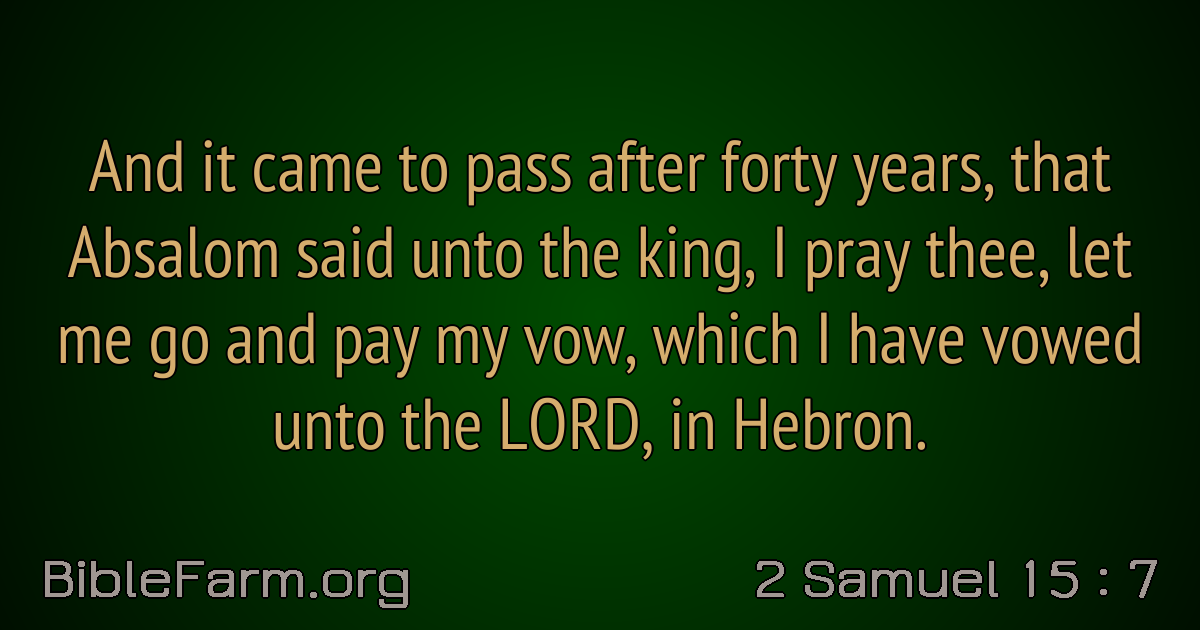 And it came to pass after forty years, that
Absalom said unto the king, I pray thee, let
me go and pay my vow, which I have vowed
unto the LORD, in Hebron.
BibleFarm.org
2 Samuel 15 : 7